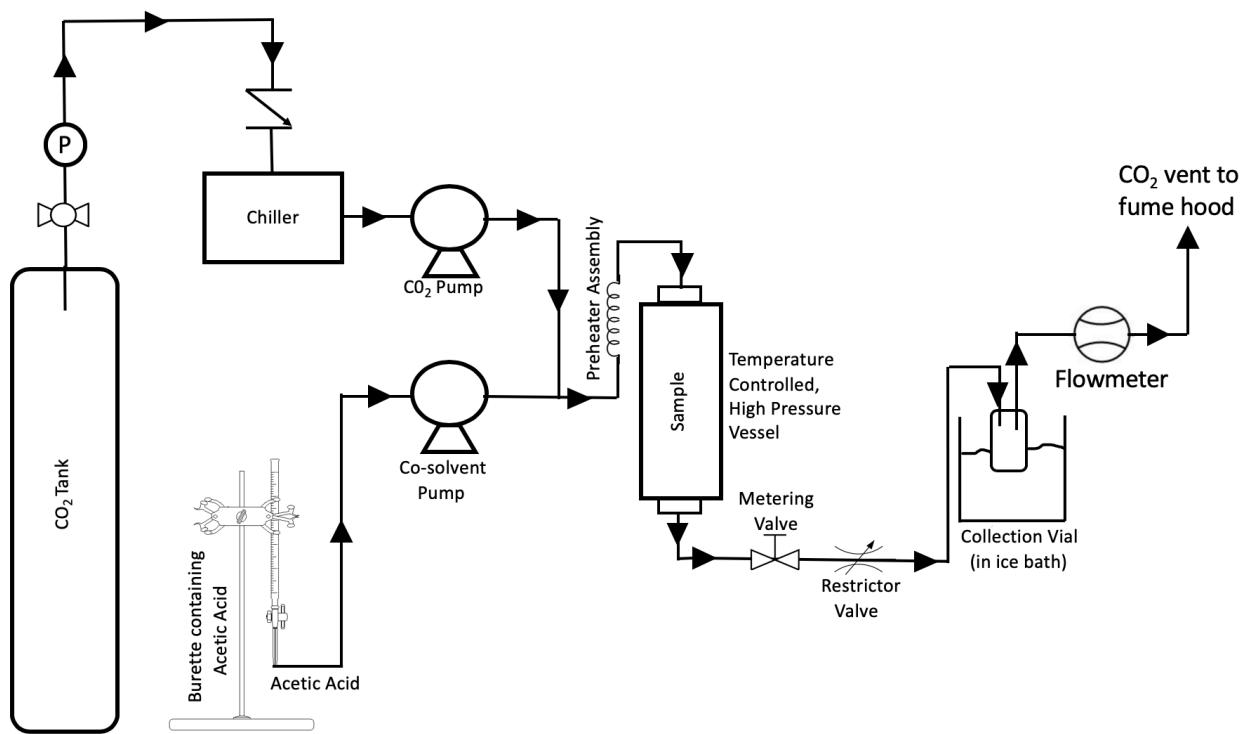 P
Chiller
C0₂ Pump
CO₂ Tank
Burette containing
Acetic Acid
Acetic Acid
Co-solvent
Pump
Preheater Assembly
Sample
Temperature
Controlled,
High Pressure
Vessel
Metering
Valve
Restrictor
Valve
Collection Vial
(in ice bath)
Flowmeter
CO₂ vent to
fume hood